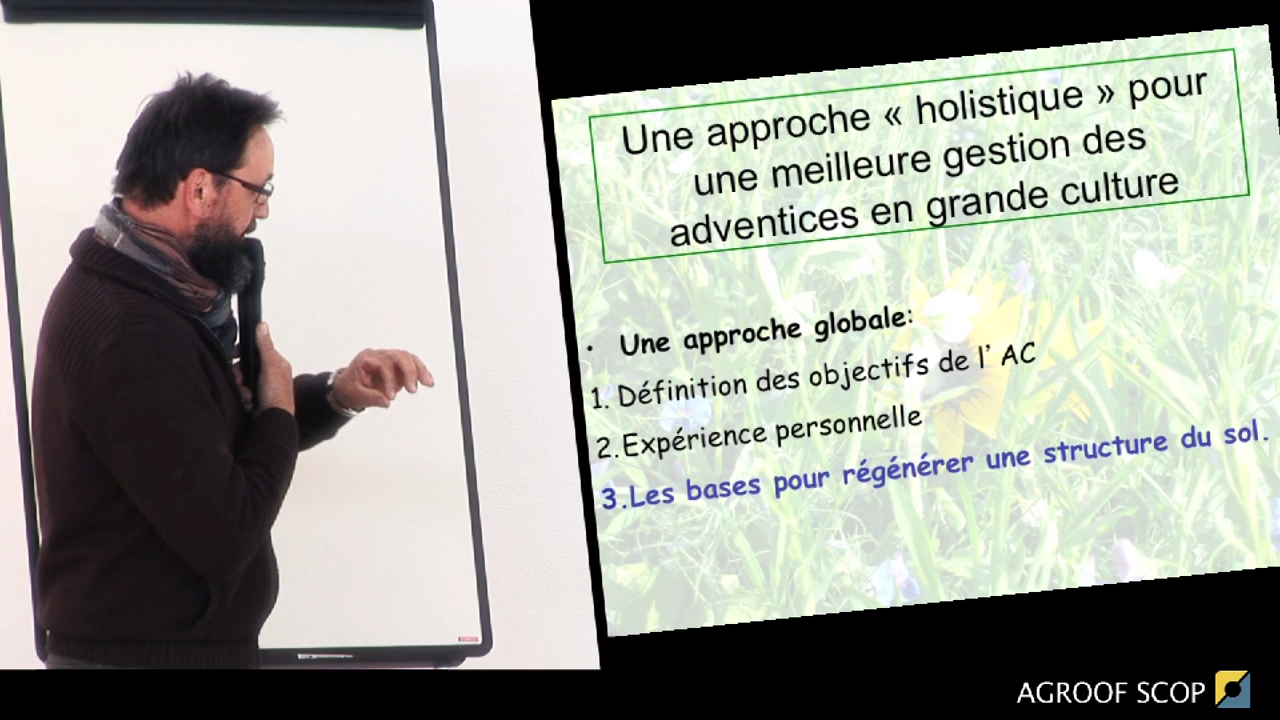 Une approche « holistique » pour
une meilleure gestion des
adventices en grande culture
• Une approche globale:
1. Définition des objectifs de l’ AC
2.Expérience personnelle
3.Les bases pour régénérer une structure du sol.
AGROOF SCOP